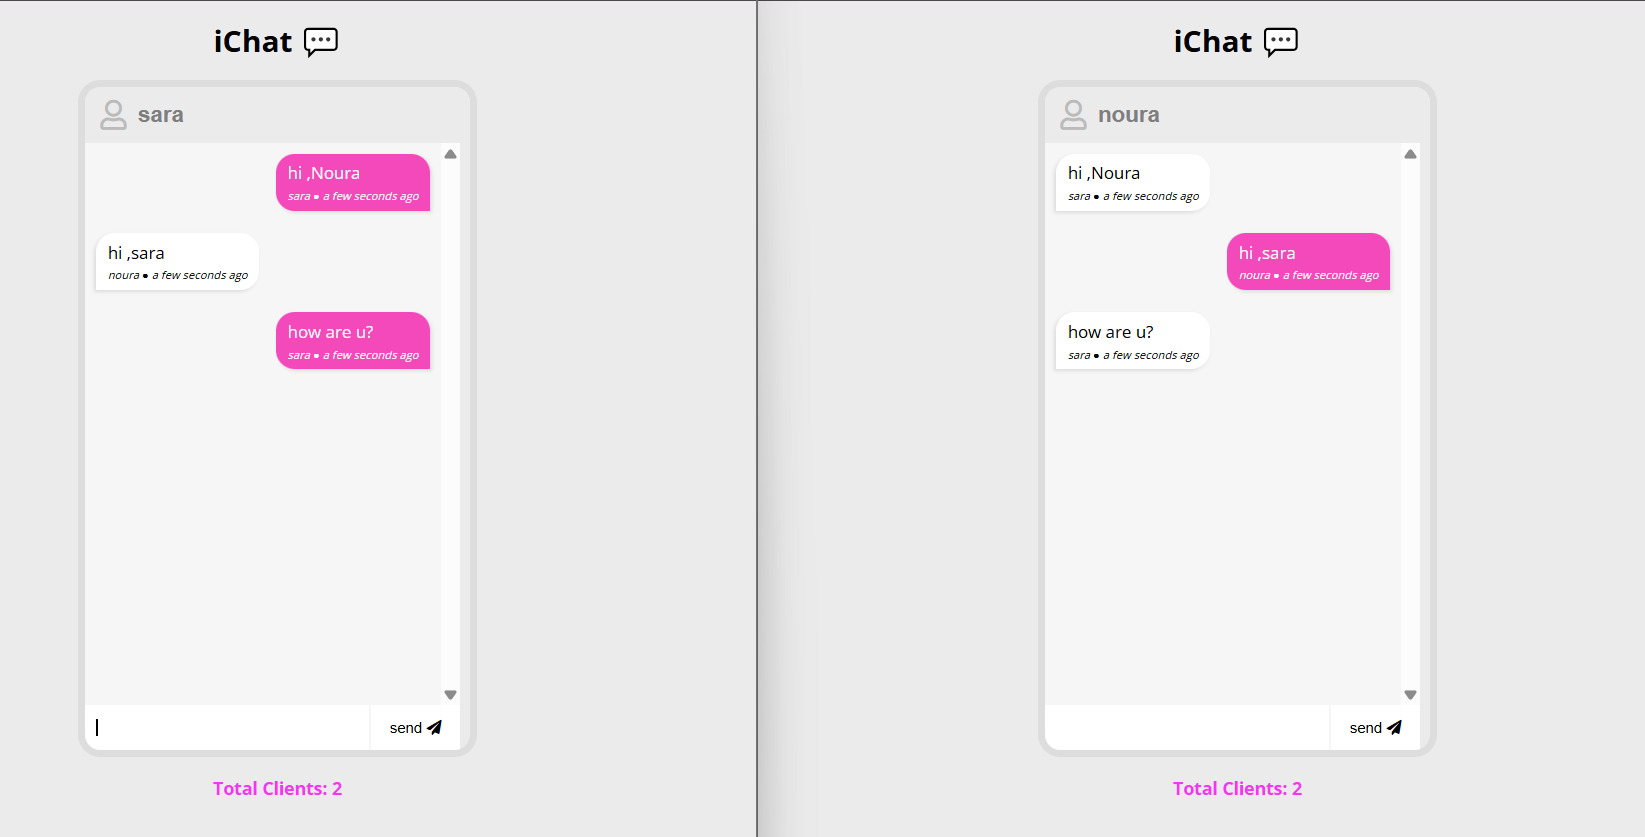 iChat
sara
hi ,Noura
sara • a few seconds ago
hi ,sara
noura • a few seconds ago
how are u?
sara • a few seconds ago
send
Total Clients: 2
iChat
noura
hi ,Noura
sara • a few seconds ago
hi ,sara
noura • a few seconds ago
how are u?
sara • a few seconds ago
send
Total Clients: 2